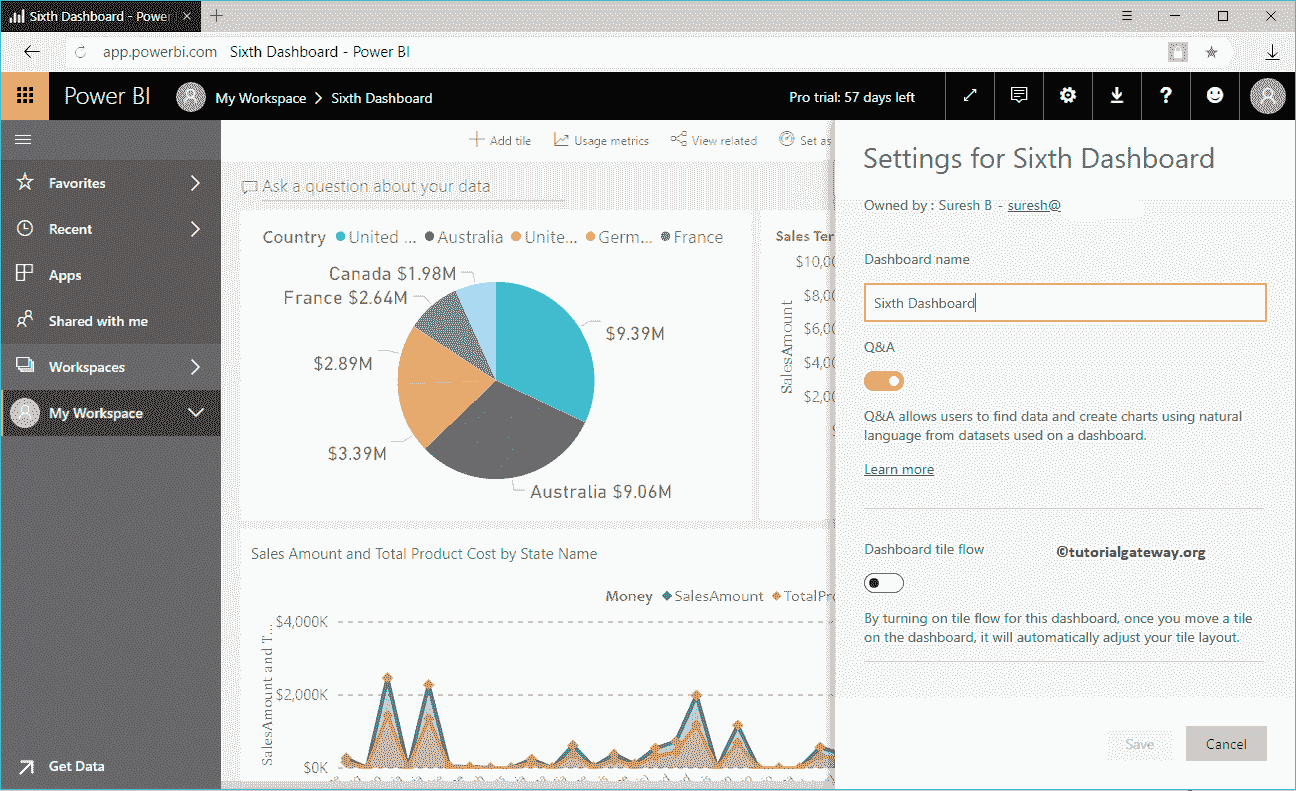 Sixth Dashboard - Power
app.powerbi.com Sixth Dashboard - Power BI
Power BI
My Workspace > Sixth Dashboard
Pro trial: 57 days left
Favorites
Recent
Apps
Shared with me
Workspaces
My Workspace
Get Data
Add tile
Usage metrics
View related
Set as
Ask a question about your data
Country United ... Australia Unite... Germ... France
Canada $1.98M
France $2.64M
$9.39M
$2.89M
$3.39M
Australia $9.06M
Sales Ter
$10,0
$8,0
$6,0
$4,0
$2,0
SalesAmount
Sales Amount and Total Product Cost by State Name
Money SalesAmount TotalPr
SalesAmount and T...
$4,000K
$2,000K
$0K
Settings for Sixth Dashboard
Owned by : Suresh B - suresh@
Dashboard name
Sixth Dashboard
Q&A
Q&A allows users to find data and create charts using natural
language from datasets used on a dashboard.
Learn more
Dashboard tile flow
©tutorialgateway.org
By turning on tile flow for this dashboard, once you move a tile
on the dashboard, it will automatically adjust your tile layout.
Save
Cancel